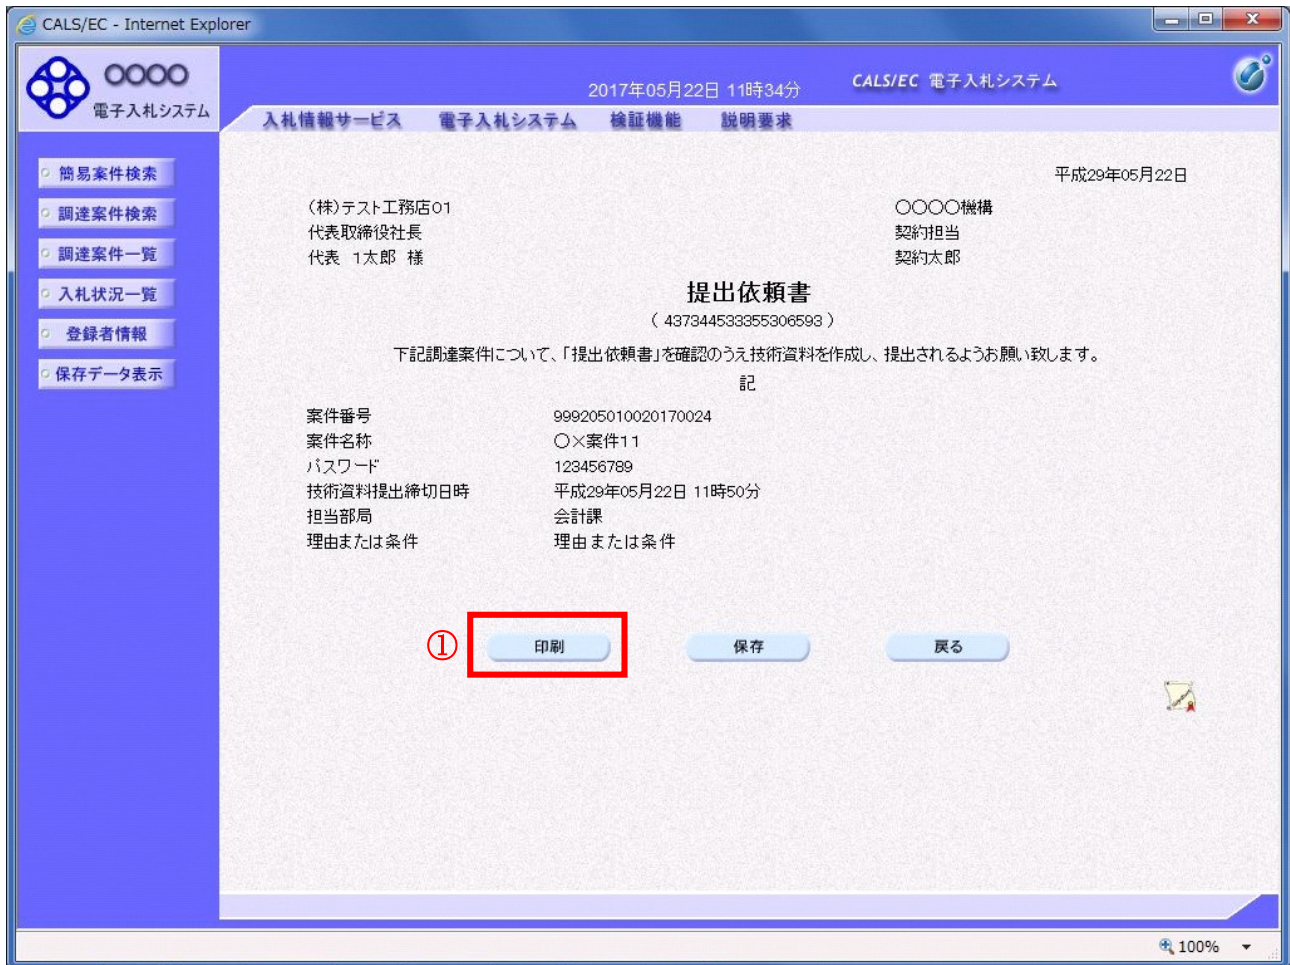 CALS/EC - Internet Explorer
○○○○
電子入札システム
2017年05月22日 11時34分
CALS/EC 電子入札システム
入札情報サービス 電子入札システム 検証機能 説明要求
簡易案件検索
調達案件検索
調達案件一覧
入札状況一覧
登録者情報
保存データ表示
平成29年05月22日
(株)テスト工務店01
代表取締役社長
代表 1太郎 様
○○○○機構
契約担当
契約太郎
提出依頼書
( 437344533355306593 )
下記調達案件について、「提出依頼書」を確認のうえ技術資料を作成し、提出されるようお願い致します。
記
案件番号 999205010020170024
案件名称 ○×案件11
パスワード 123456789
技術資料提出締切日時 平成29年05月22日 11時50分
担当部局 会計課
理由または条件 理由または条件
① 印刷 保存 戻る
100%